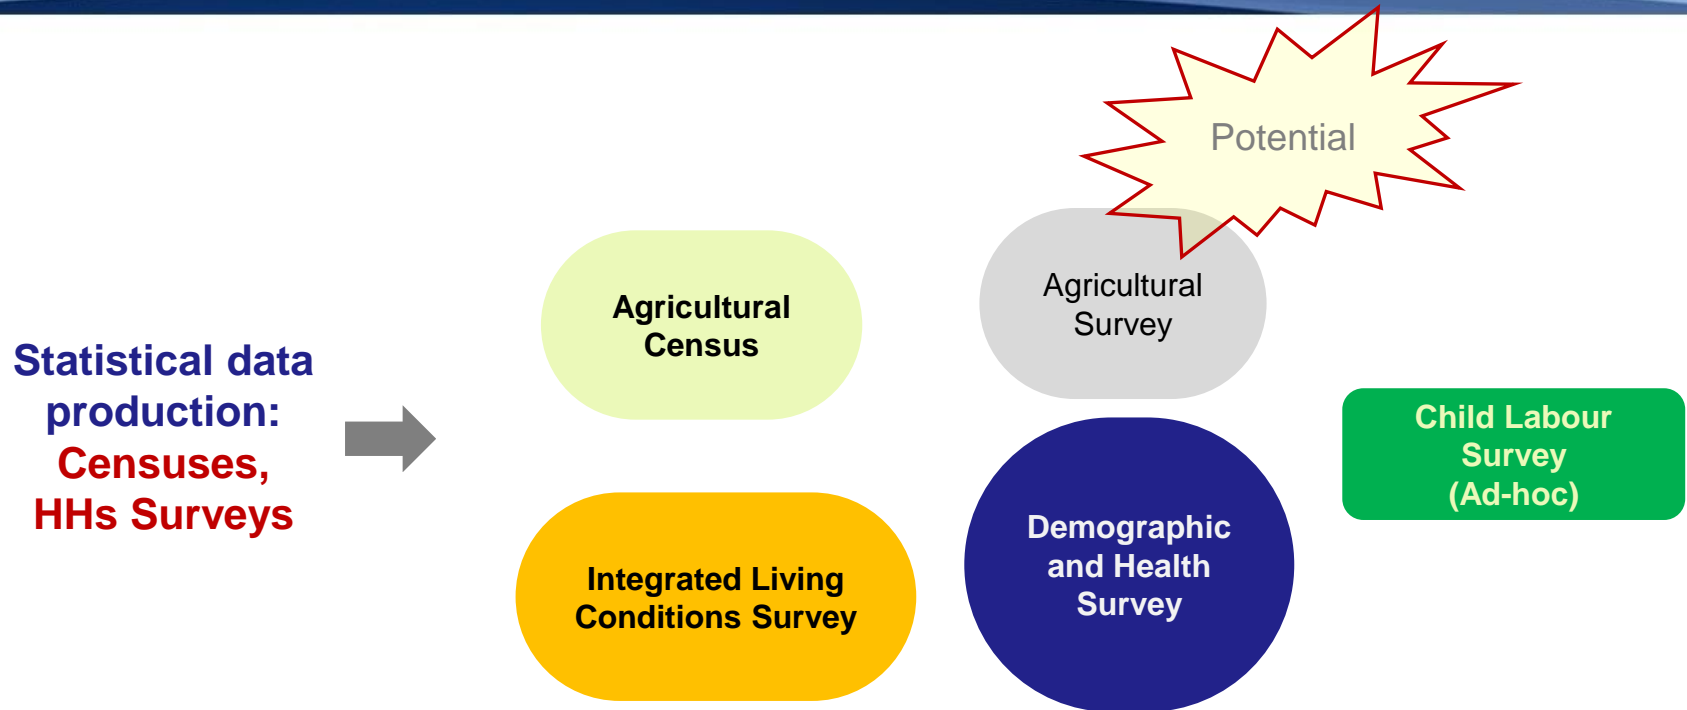 Statistical data
production:
Censuses,
HHs Surveys
Agricultural
Census
Integrated Living
Conditions Survey
Potential
Agricultural
Survey
Demographic
and Health
Survey
Child Labour
Survey
(Ad-hoc)